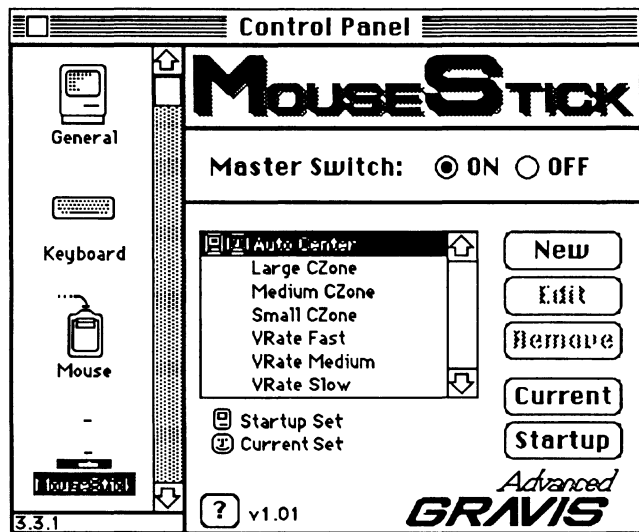 Control Panel
General
Keyboard
Mouse
MouseStick
3.3.1
MOUSESTICK
Master Switch: ON OFF
Auto Center
Large CZone
Medium CZone
Small CZone
VRate Fast
VRate Medium
VRate Slow
Startup Set
Current Set
New
Edit
Remove
Current
Startup
? v1.01
Advanced
GRAVIS